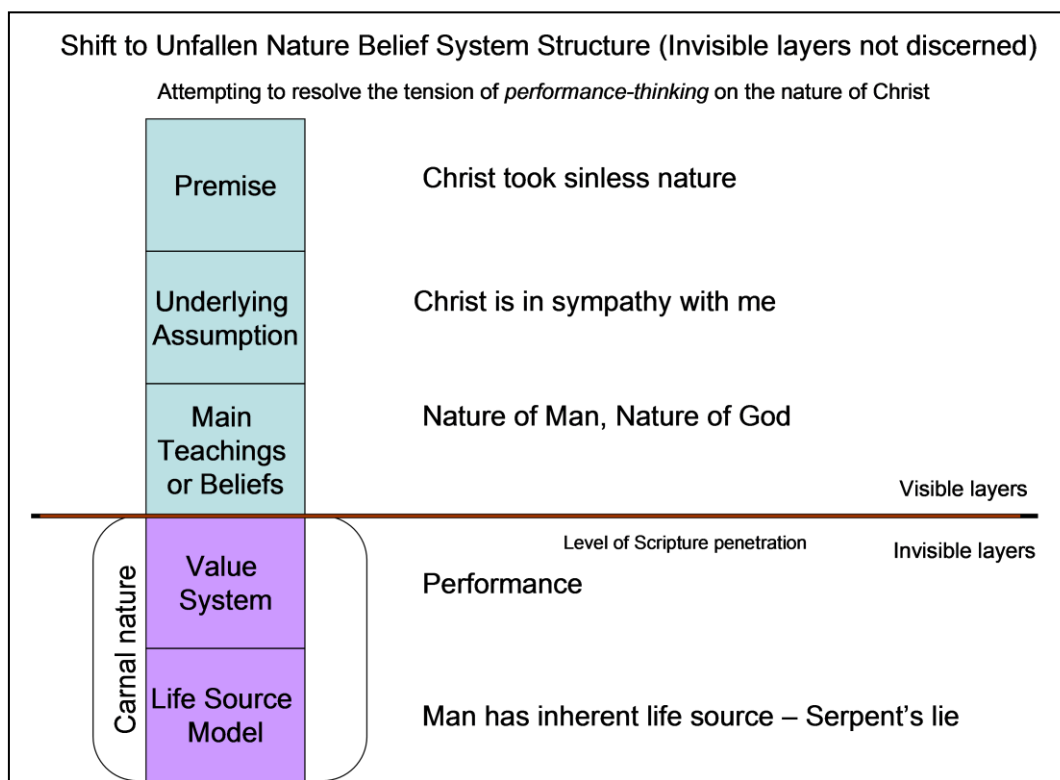 Shift to Unfallen Nature Belief System Structure (Invisible layers not discerned)
Attempting to resolve the tension of performance-thinking on the nature of Christ
Premise
Christ took sinless nature
Underlying
Assumption
Christ is in sympathy with me
Main
Teachings
or Beliefs
Nature of Man, Nature of God
Visible layers
Level of Scripture penetration
Invisible layers
Carnal nature
Value
System
Performance
Life Source
Model
Man has inherent life source – Serpent's lie